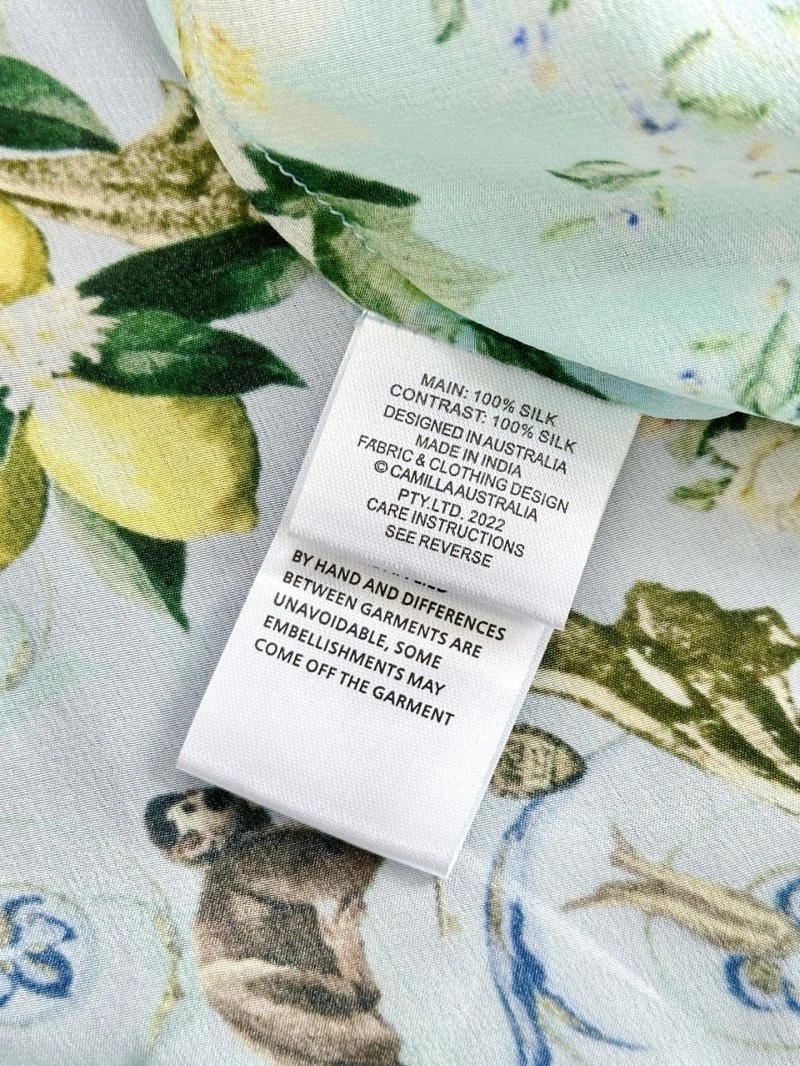 MAIN: 100% SILK
CONTRAST: 100% SILK
DESIGNED IN AUSTRALIA
MADE IN INDIA
FABRIC & CLOTHING DESIGN
© CAMILLA AUSTRALIA
PTY.LTD. 2022
CARE INSTRUCTIONS
SEE REVERSE
BY HAND AND DIFFERENCES
BETWEEN GARMENTS ARE
UNAVOIDABLE, SOME
EMBELLISHMENTS MAY
COME OFF THE GARMENT